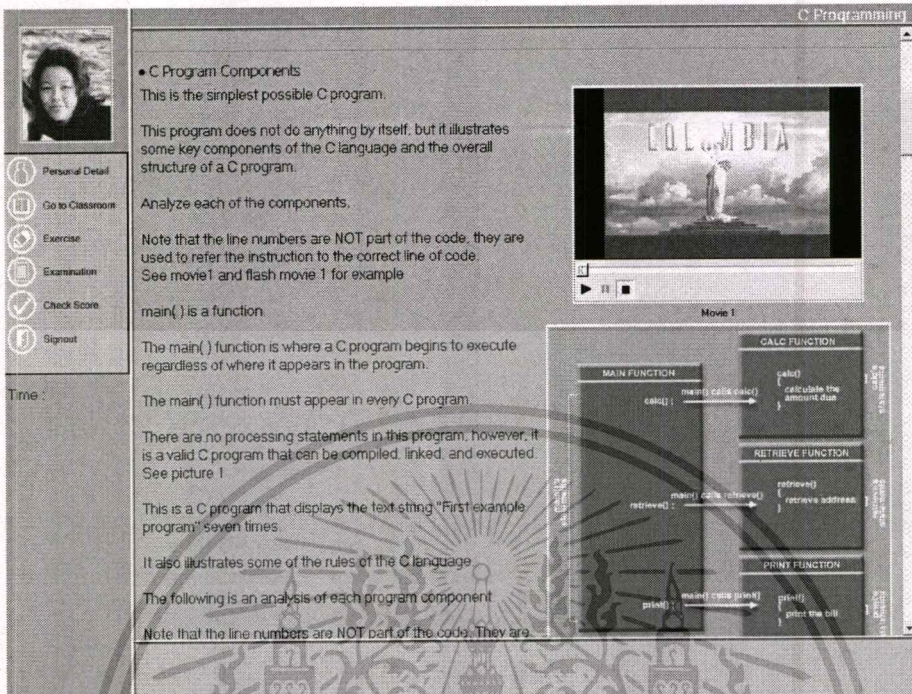 C Programming
Personal Detail
Go to Classroom
Exercise
Examination
Check Score
Signout
Time :
• C Program Components
This is the simplest possible C program.
This program does not do anything by itself, but it illustrates
some key components of the C language and the overall
structure of a C program.
Analyze each of the components.
Note that the line numbers are NOT part of the code, they are
used to refer the instruction to the correct line of code.
See movie1 and flash movie 1 for example
main( ) is a function.
The main( ) function is where a C program begins to execute
regardless of where it appears in the program.
The main( ) function must appear in every C program.
There are no processing statements in this program, however, it
is a valid C program that can be compiled, linked, and executed.
See picture 1
This is a C program that displays the text string "First example
program" seven times
It also illustrates some of the rules of the C language
The following is an analysis of each program component
Note that the line numbers are NOT part of the code. They are
COLUMBIA
Movie 1
MAIN FUNCTION
calc() ;
main() calls calc()
retrieve() ;
main() calls retrieve()
print() ;
main() calls print()
CALC FUNCTION
calc()
{
calculate the
amount due
}
RETRIEVE FUNCTION
retrieve()
{
retrieve address
}
PRINT FUNCTION
print()
{
print the bill
}